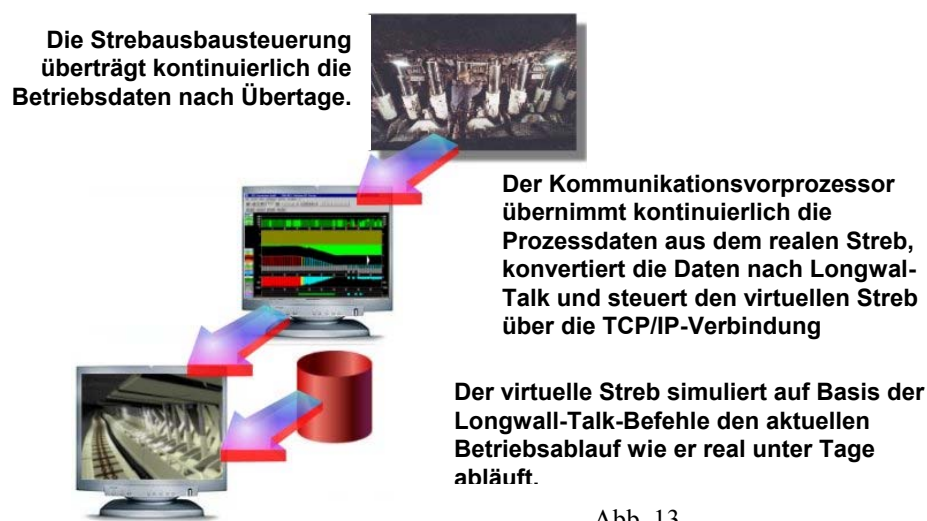 Die Strebausbausteuerung
überträgt kontinuierlich die
Betriebsdaten nach Übertage.
Der Kommunikationsvorprozessor
übernimmt kontinuierlich die
Prozessdaten aus dem realen Streb,
konvertiert die Daten nach Longwal-
Talk und steuert den virtuellen Streb
über die TCP/IP-Verbindung
Der virtuelle Streb simuliert auf Basis der
Longwall-Talk-Befehle den aktuellen
Betriebsablauf wie er real unter Tage
abläuft.
Abb. 13